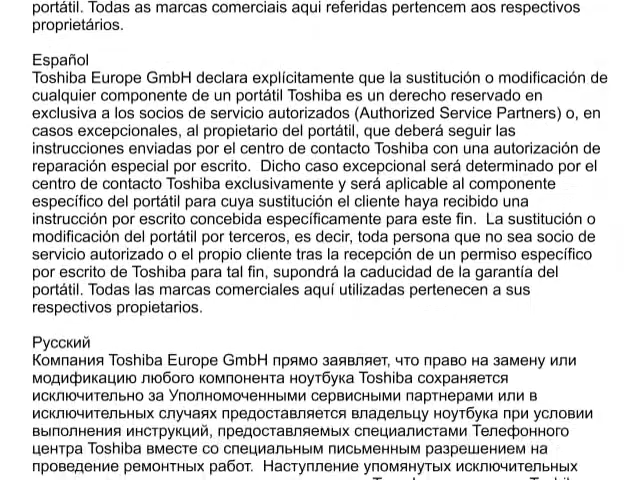 portátil. Todas as marcas comerciais aqui referidas pertencem aos respectivos
proprietários.
Español
Toshiba Europe GmbH declara explícitamente que la sustitución o modificación de
cualquier componente de un portátil Toshiba es un derecho reservado en
exclusiva a los socios de servicio autorizados (Authorized Service Partners) o, en
casos excepcionales, al propietario del portátil, que deberá seguir las
instrucciones enviadas por el centro de contacto Toshiba con una autorización de
reparación especial por escrito.  Dicho caso excepcional será determinado por el
centro de contacto Toshiba exclusivamente y será aplicable al componente
específico del portátil para cuya sustitución el cliente haya recibido una
instrucción por escrito concebida específicamente para este fin.  La sustitución o
modificación del portátil por terceros, es decir, toda persona que no sea socio de
servicio autorizado o el propio cliente tras la recepción de un permiso específico
por escrito de Toshiba para tal fin, supondrá la caducidad de la garantía del
portátil. Todas las marcas comerciales aquí utilizadas pertenecen a sus
respectivos propietarios.
Русский
Компания Toshiba Europe GmbH прямо заявляет, что право на замену или
модификацию любого компонента ноутбука Toshiba сохраняется
исключительно за Уполномоченными сервисными партнерами или в
исключительных случаях предоставляется владельцу ноутбука при условии
выполнения инструкций, предоставляемых специалистами Телефонного
центра Toshiba вместе со специальным письменным разрешением на
проведение ремонтных работ.  Наступление упомянутых исключительных